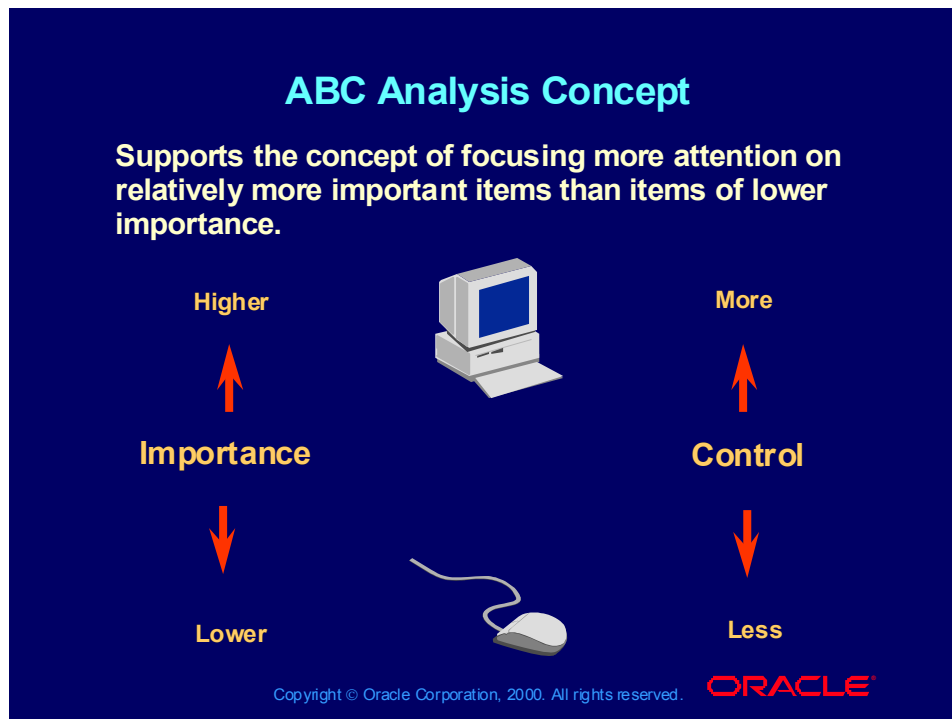 ABC Analysis Concept
Supports the concept of focusing more attention on
relatively more important items than items of lower
importance.
Higher
More
Importance
Control
Lower
Less
Copyright © Oracle Corporation, 2000. All rights reserved.
ORACLE®